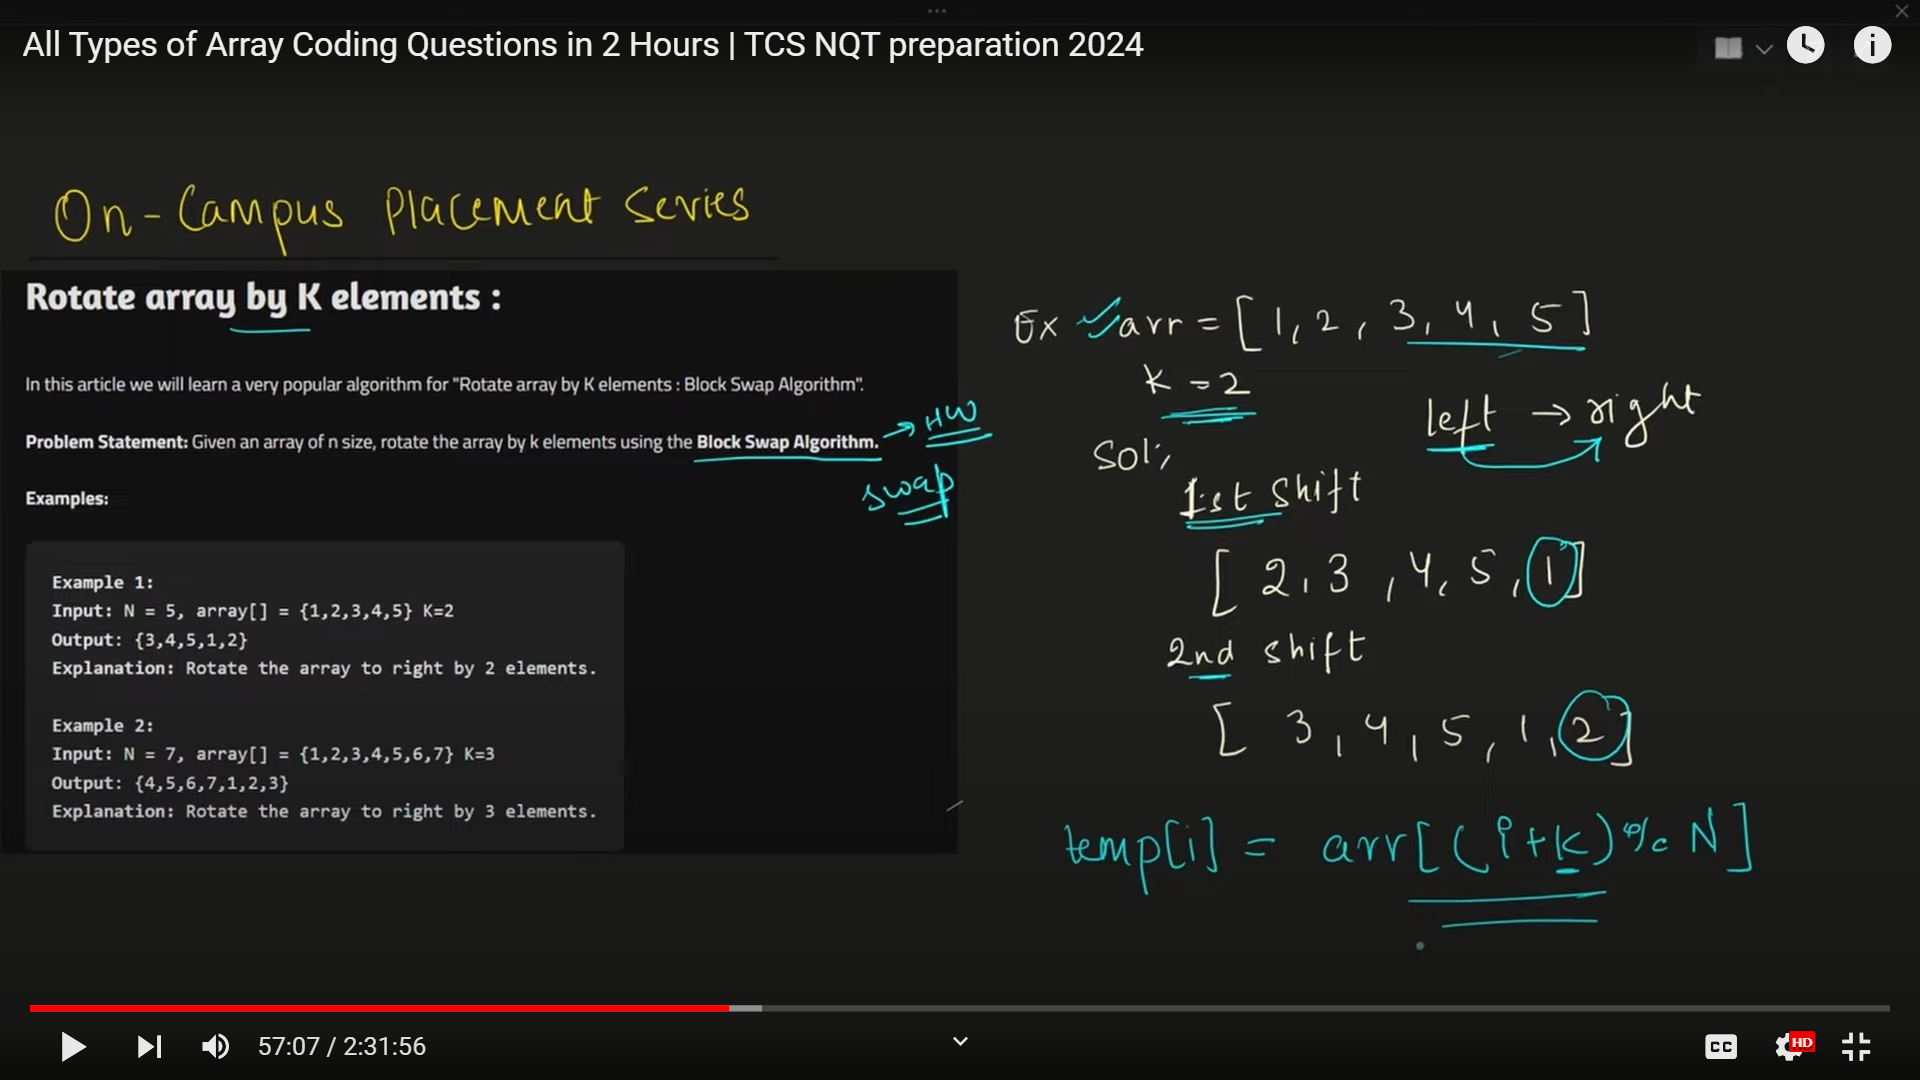 All Types of Array Coding Questions in 2 Hours | TCS NQT preparation 2024
On-Campus Placement Series
Rotate array by K elements :
In this article we will learn a very popular algorithm for "Rotate array by K elements : Block Swap Algorithm".
Problem Statement: Given an array of n size, rotate the array by k elements using the Block Swap Algorithm.
→ HW
swap
Examples:
Example 1:
Input: N = 5, array[] = {1,2,3,4,5} K=2
Output: {3,4,5,1,2}
Explanation: Rotate the array to right by 2 elements.
Example 2:
Input: N = 7, array[] = {1,2,3,4,5,6,7} K=3
Output: {4,5,6,7,1,2,3}
Explanation: Rotate the array to right by 3 elements.
Ex arr = [1, 2, 3, 4, 5]
K = 2
left → right
Sol;
1st Shift
[2, 3, 4, 5, 1]
2nd shift
[3, 4, 5, 1, 2]
temp[i] = arr[(i+k)%N]
57:07 / 2:31:56
CC
HD